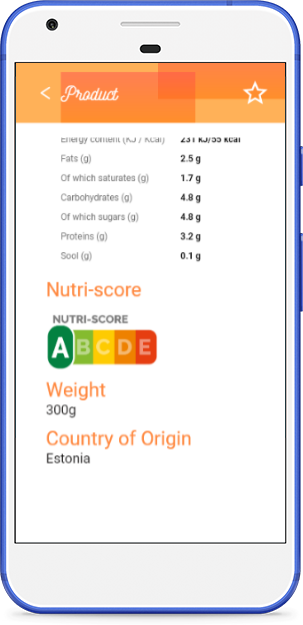 < Product
Energy content (KJ / Kcal) 231 KJ/55 kcal
Fats (g) 2.5 g
Of which saturates (g) 1.7 g
Carbohydrates (g) 4.8 g
Of which sugars (g) 4.8 g
Proteins (g) 3.2 g
Sool (g) 0.1 g
Nutri-score
NUTRI-SCORE
A B C D E
Weight
300g
Country of Origin
Estonia